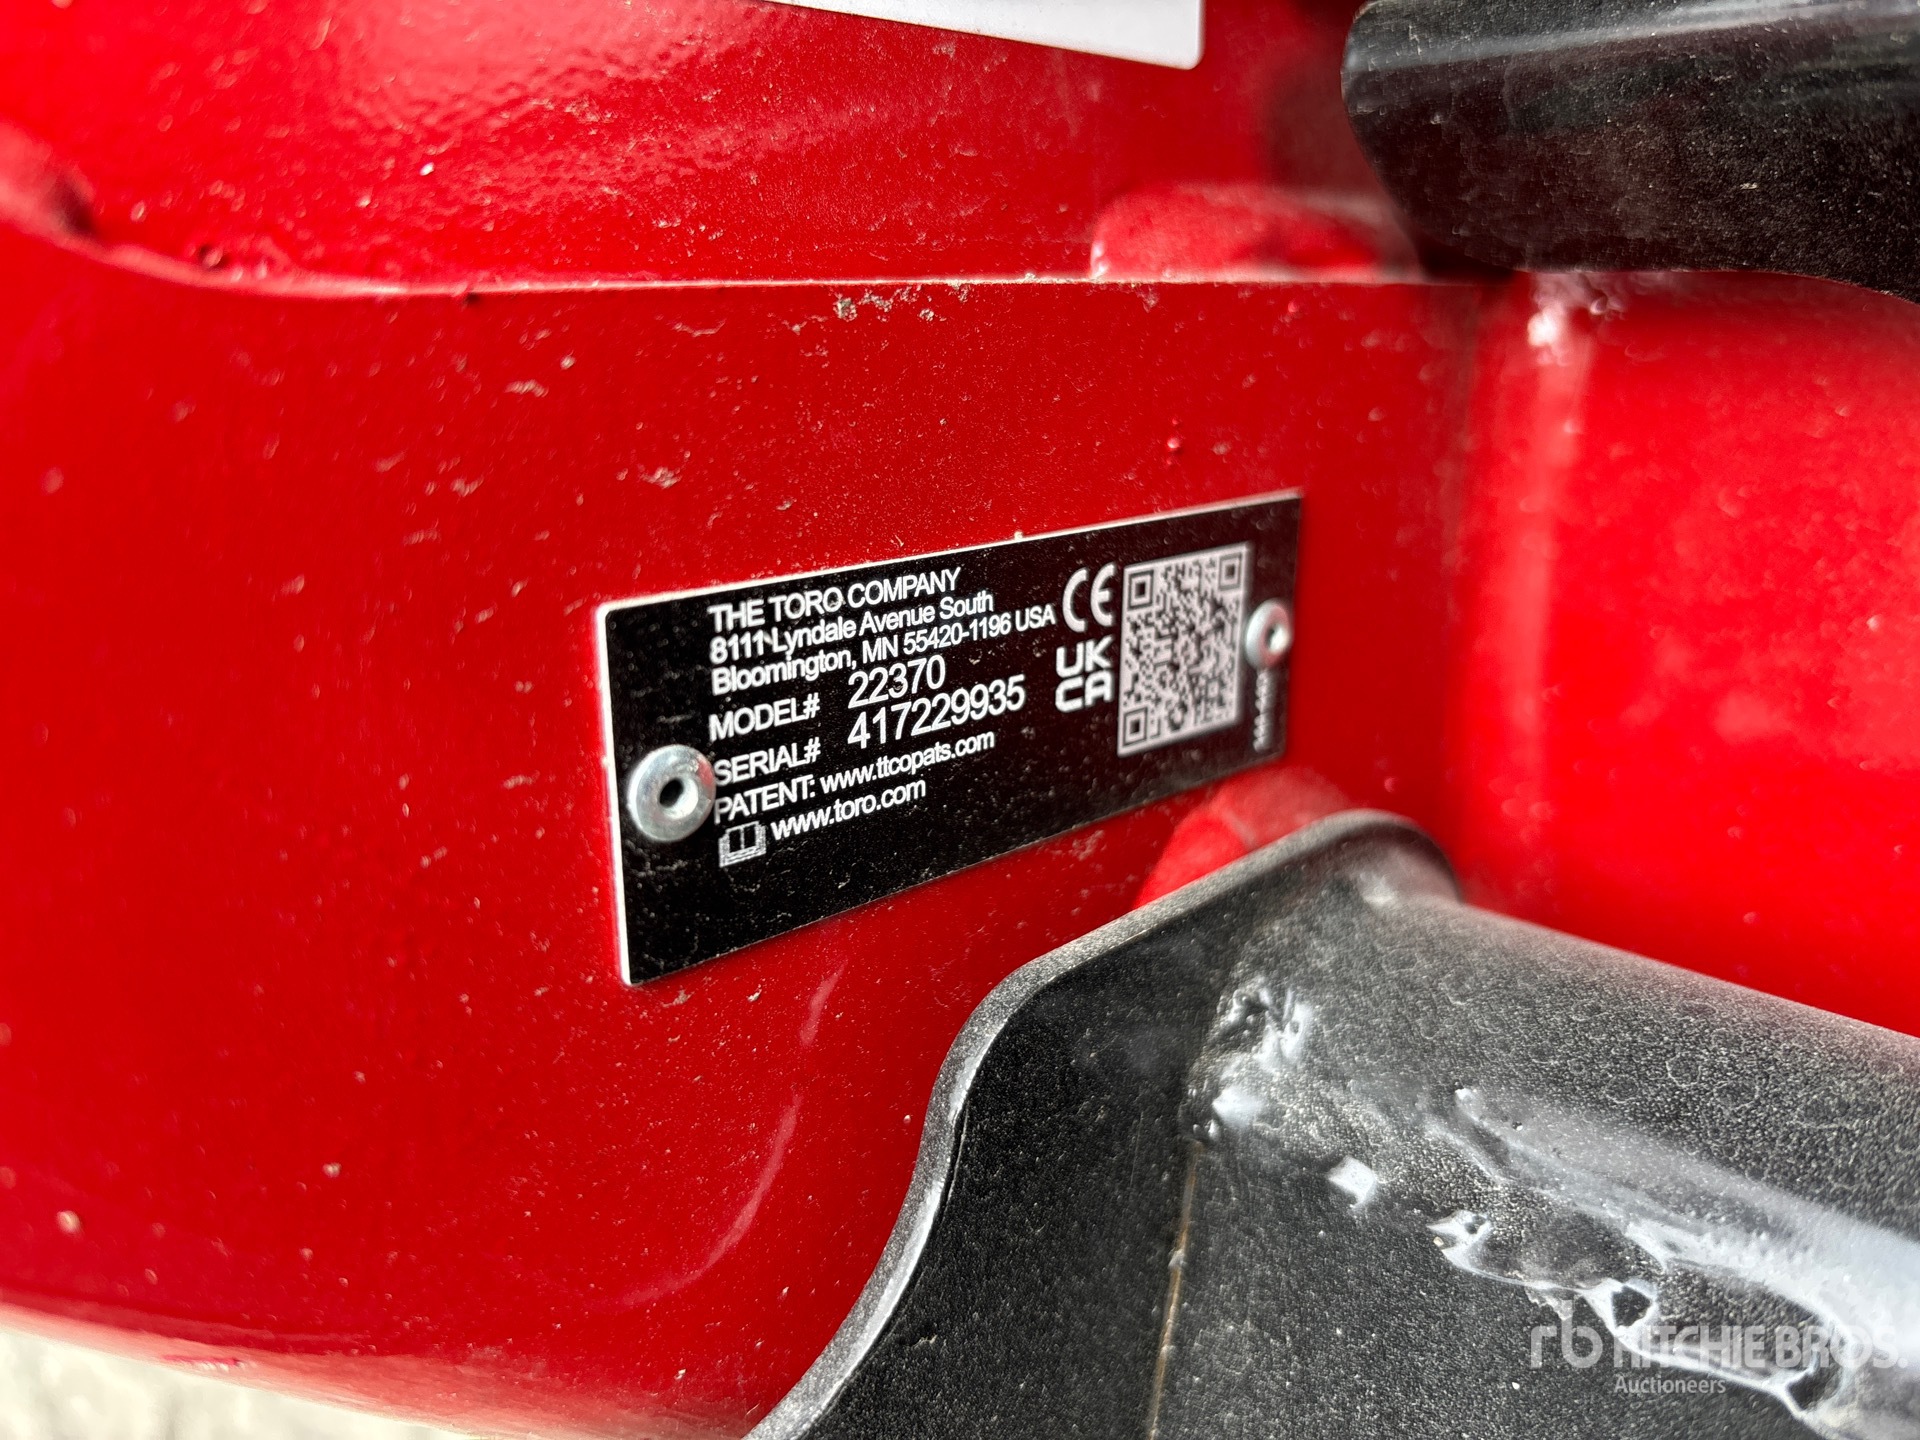 THE TORO COMPANY
8111 Lyndale Avenue South
Bloomington, MN 55420-1196 USA
MODEL# 22370
SERIAL# 417229935
PATENT: www.ttcopats.com
www.toro.com
CE
UK
CA
rb RITCHIE BROS.
Auctioneers